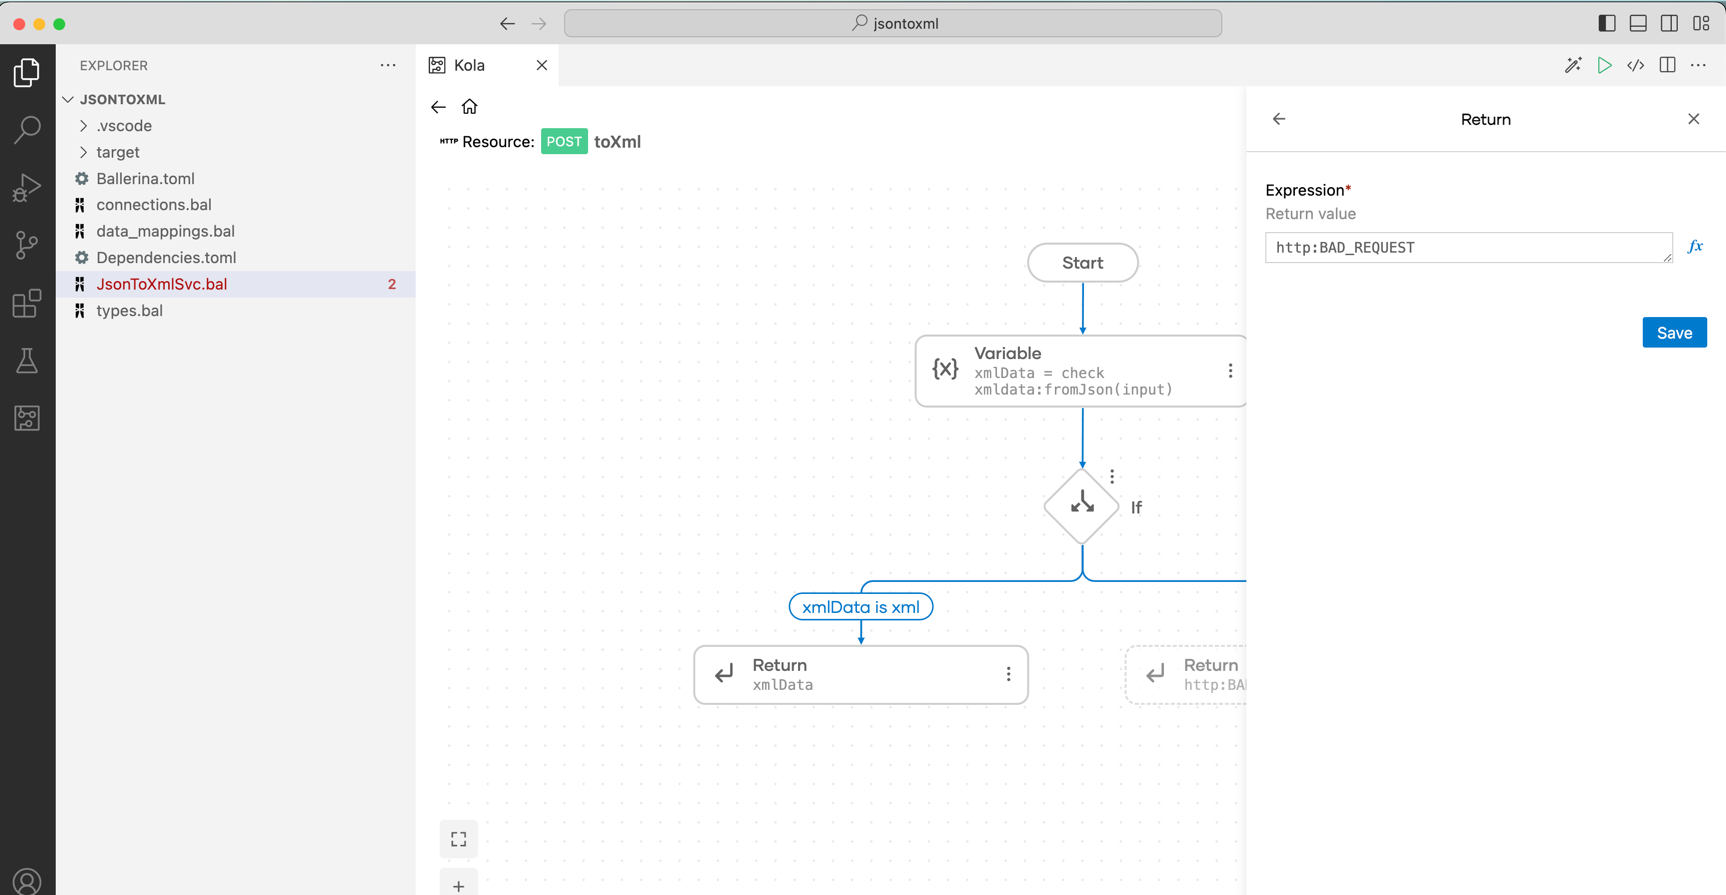 jsontoxml
EXPLORER
Kola
JSONTOXML
.vscode
target
Ballerina.toml
connections.bal
data_mappings.bal
Dependencies.toml
JsonToXmlSvc.bal 2
types.bal
HTTP Resource: POST toXml
Start
Variable
{x}
xmlData = check
xmldata:fromJson(input)
If
xmlData is xml
Return
xmlData
Return
http:BA
Return
Expression*
Return value
http:BAD_REQUEST
fx
Save